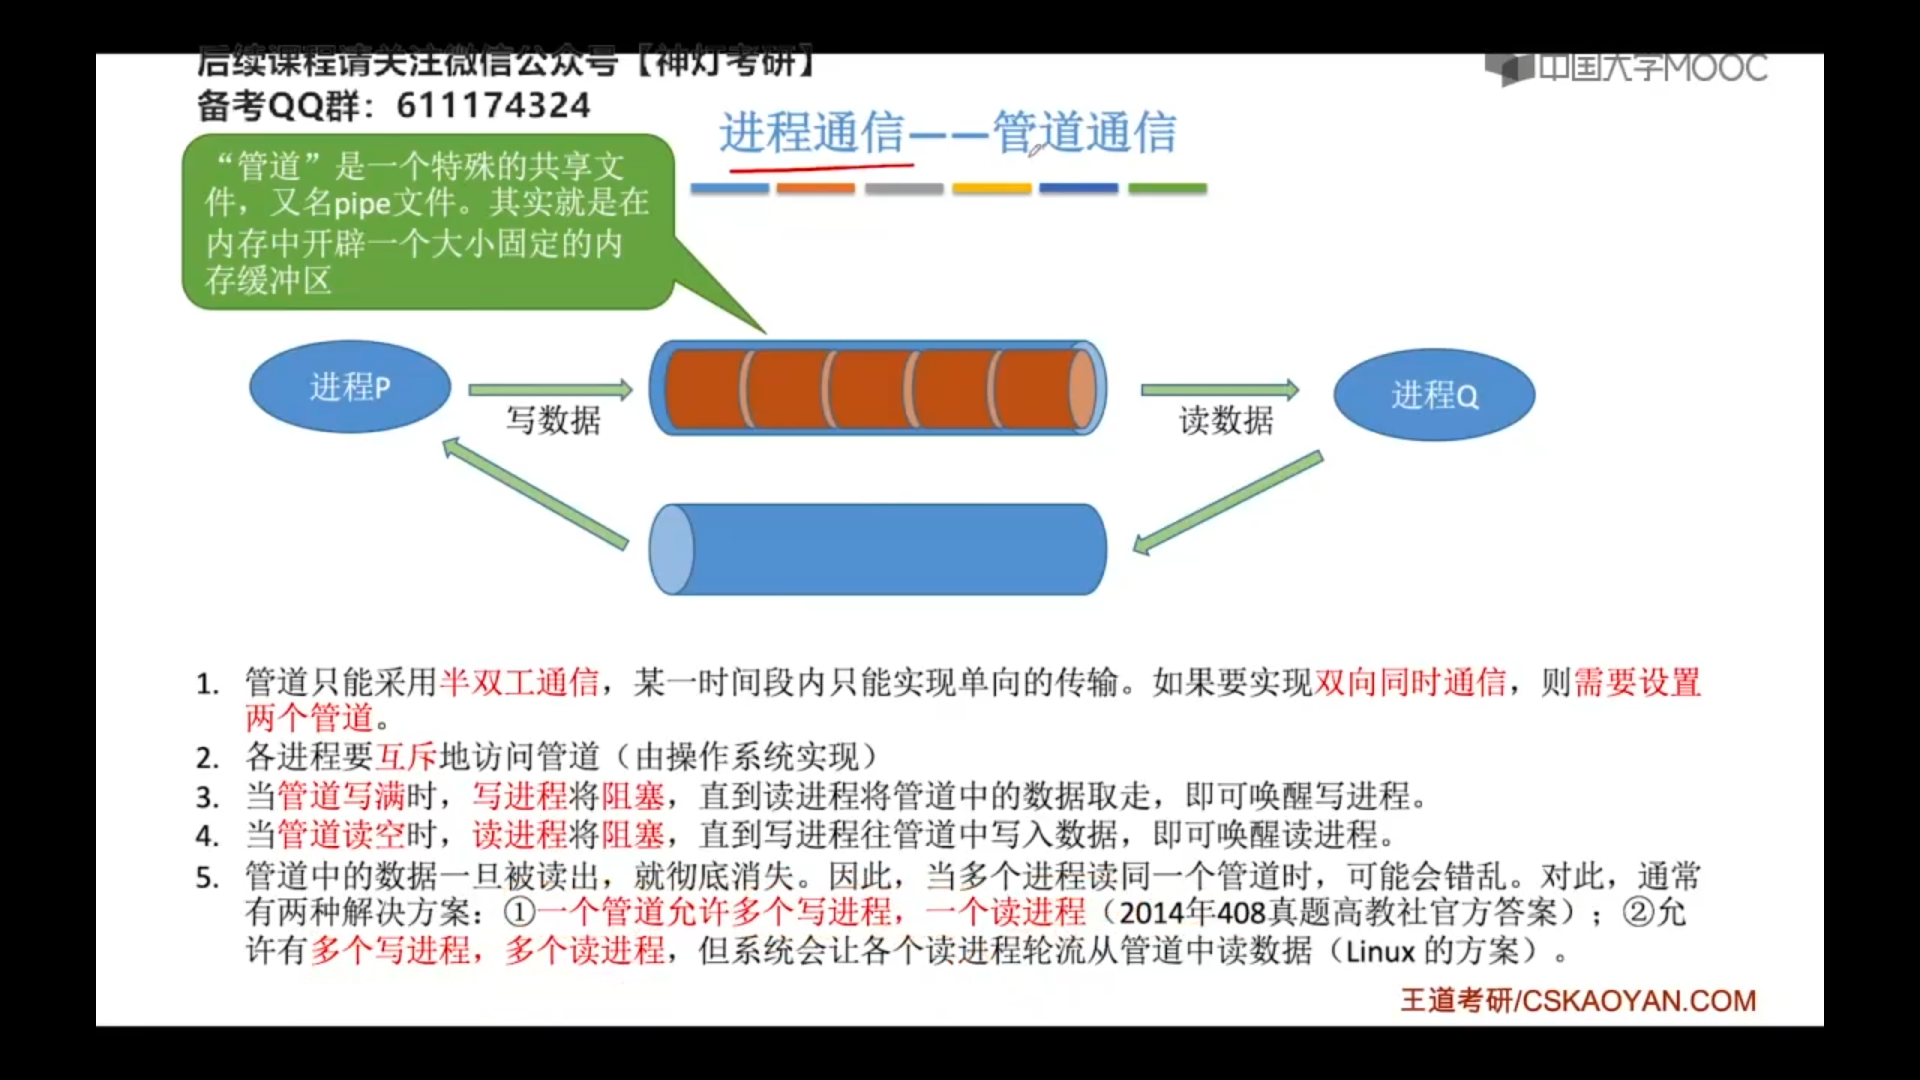 后续课程请关注微信公众号【神灯考研】
备考QQ群：611174324
中国大学MOOC
进程通信——管道通信
“管道”是一个特殊的共享文
件，又名pipe文件。其实就是在
内存中开辟一个大小固定的内
存缓冲区
进程P
写数据
读数据
进程Q
1. 管道只能采用半双工通信，某一时间段内只能实现单向的传输。如果要实现双向同时通信，则需要设置
两个管道。
2. 各进程要互斥地访问管道（由操作系统实现）
3. 当管道写满时，写进程将阻塞，直到读进程将管道中的数据取走，即可唤醒写进程。
4. 当管道读空时，读进程将阻塞，直到写进程往管道中写入数据，即可唤醒读进程。
5. 管道中的数据一旦被读出，就彻底消失。因此，当多个进程读同一个管道时，可能会错乱。对此，通常
有两种解决方案：①一个管道允许多个写进程，一个读进程（2014年408真题高教社官方答案）；②允
许有多个写进程，多个读进程，但系统会让各个读进程轮流从管道中读数据（Linux 的方案）。
王道考研/CSKAOYAN.COM